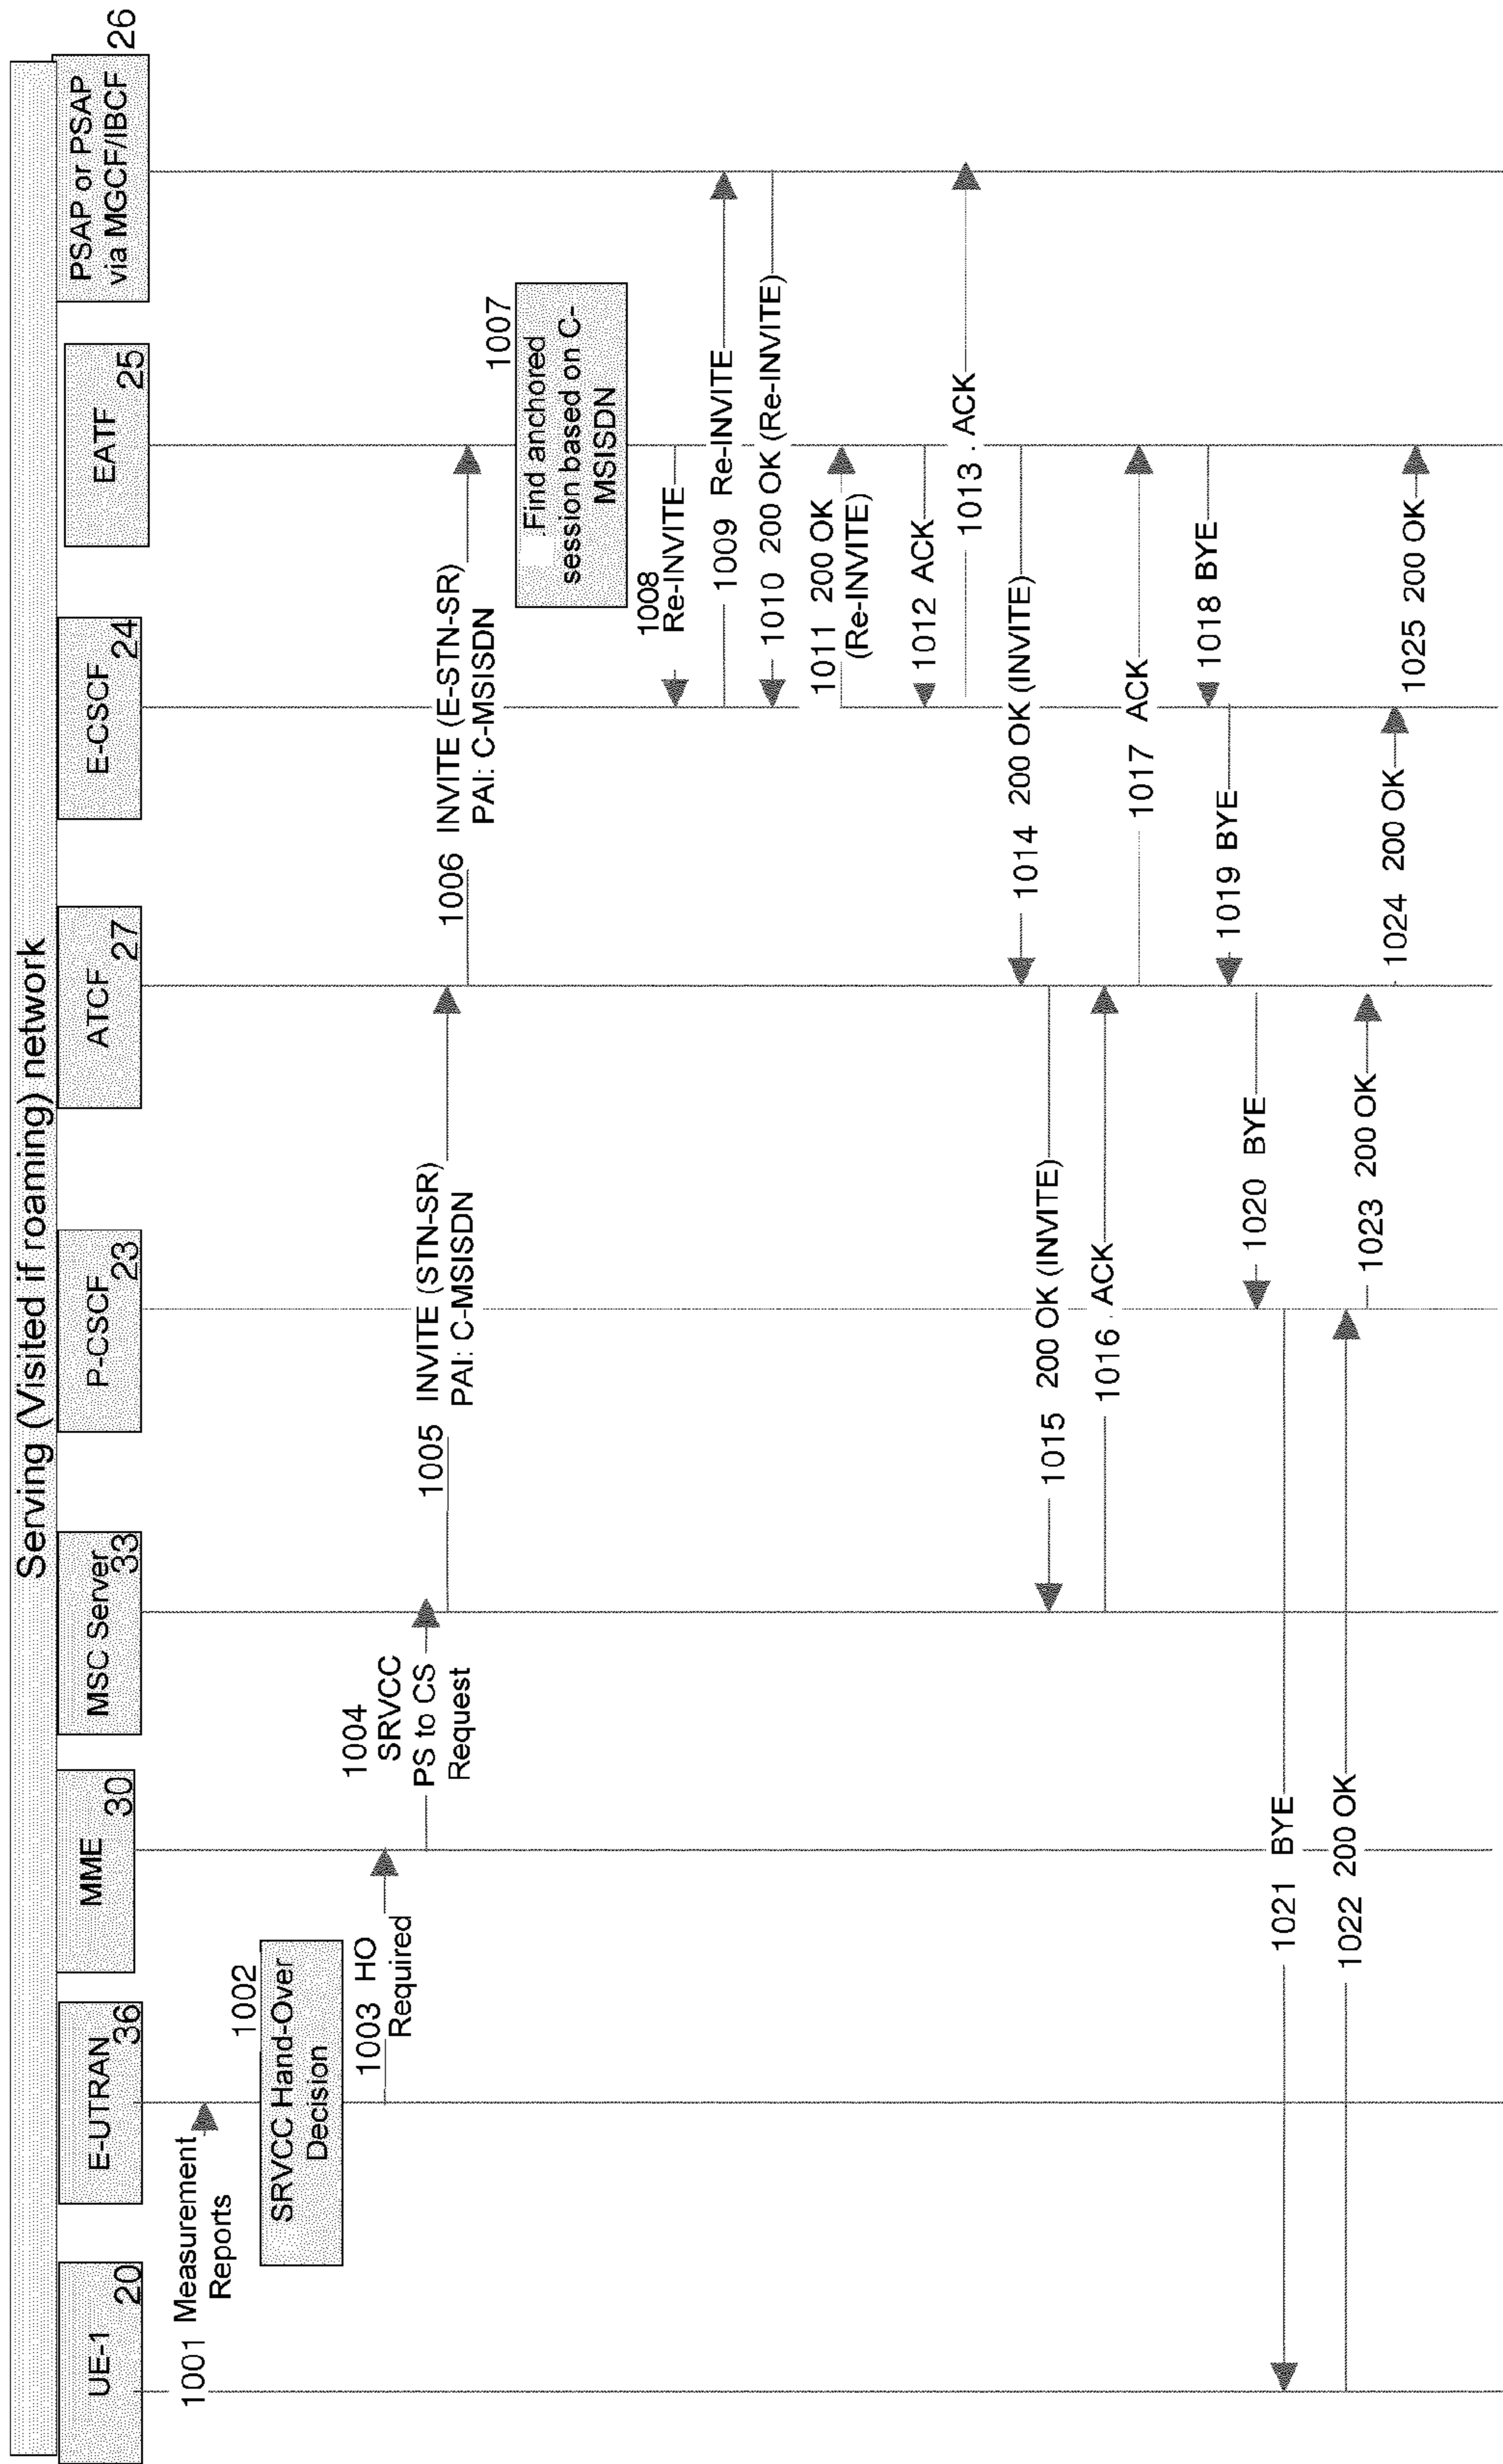 Serving (Visited if roaming) network
UE-1
20
E-UTRAN
36
MME
30
MSC Server
33
P-CSCF
23
ATCF
27
E-CSCF
24
EATF
25
PSAP or PSAP
via MGCF/IBCF
26
1001 Measurement
Reports
1002
SRVCC Hand-Over
Decision
1003 HO
Required
1004
SRVCC
PS to CS
Request
1005 INVITE (STN-SR)
PAI: C-MSISDN
1006 INVITE (E-STN-SR)
PAI: C-MSISDN
1007
Find anchored
session based on C-
MSISDN
1008
Re-INVITE
1009 Re-INVITE
1010 200 OK (Re-INVITE)
1011 200 OK
(Re-INVITE)
1012 ACK
1013 . ACK
1014 200 OK (INVITE)
1015 200 OK (INVITE)
1016 . ACK
1017 ACK
1018 BYE
1019 BYE
1020 BYE
1021 BYE
1022 200 OK
1023 200 OK
1024 200 OK
1025 200 OK